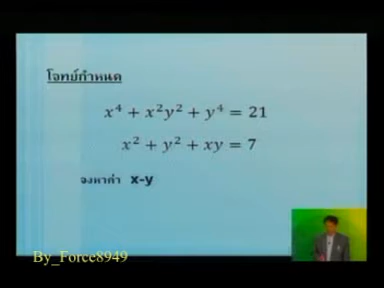 โจทย์กำหนด
x⁴ + x²y² + y⁴ = 21
x² + y² + xy = 7
จงหาค่า x-y
By_Force8949